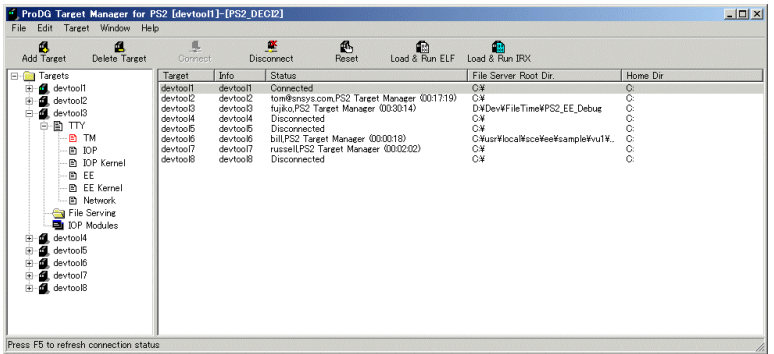 ProDG Target Manager for PS2 [devtool1]-[PS2_DECI2]
File Edit Target Window Help
Add Target Delete Target Connect Disconnect Reset Load & Run ELF Load & Run IRX
Targets
devtool1
devtool2
devtool3
TTY
TM
IOP
IOP Kernel
EE
EE Kernel
Network
File Serving
IOP Modules
devtool4
devtool5
devtool6
devtool7
devtool8
Target Info Status File Server Root Dir. Home Dir
devtool1 devtool1 Connected C:¥ C:
devtool2 devtool2 tom@snsys.com,PS2 Target Manager (00:17:19) C:¥ C:
devtool3 devtool3 fujiko,PS2 Target Manager (00:30:14) D:¥Dev¥FileTime¥PS2_EE_Debug C:
devtool4 devtool4 Disconnected C:¥ C:
devtool5 devtool5 Disconnected C:¥ C:
devtool6 devtool6 bill,PS2 Target Manager (00:00:18) C:¥usr¥local¥sce¥ee¥sample¥vu1¥... C:
devtool7 devtool7 russell,PS2 Target Manager (00:02:02) C:¥ C:
devtool8 devtool8 Disconnected C:¥ C:
Press F5 to refresh connection status